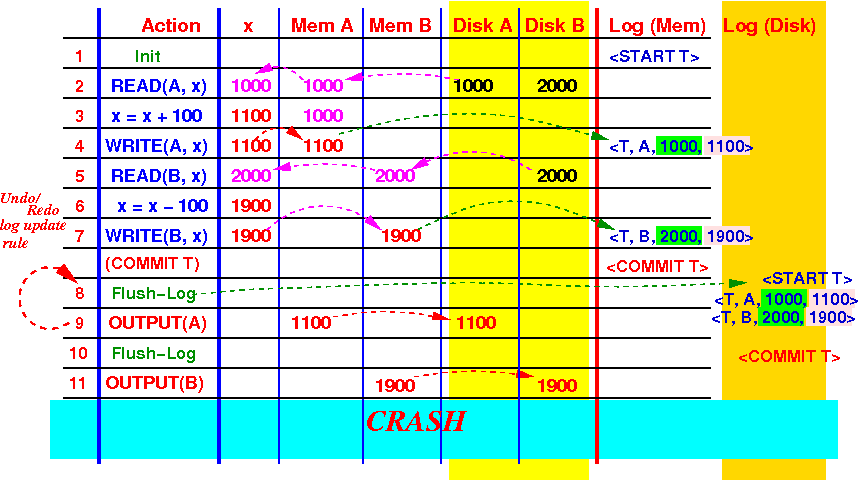 Action x Mem A Mem B Disk A Disk B Log (Mem) Log (Disk)
1 Init <START T>
2 READ(A, x) 1000 1000 1000 2000
3 x = x + 100 1100 1000
4 WRITE(A, x) 1100 1100 <T, A, 1000, 1100>
5 READ(B, x) 2000 2000 2000
6 x = x − 100 1900
7 WRITE(B, x) 1900 1900 <T, B, 2000, 1900>
Undo/
Redo
log update
rule
(COMMIT T) <COMMIT T>
8 Flush−Log <START T>
<T, A, 1000, 1100>
<T, B, 2000, 1900>
9 OUTPUT(A) 1100 1100
10 Flush−Log <COMMIT T>
11 OUTPUT(B) 1900 1900
CRASH